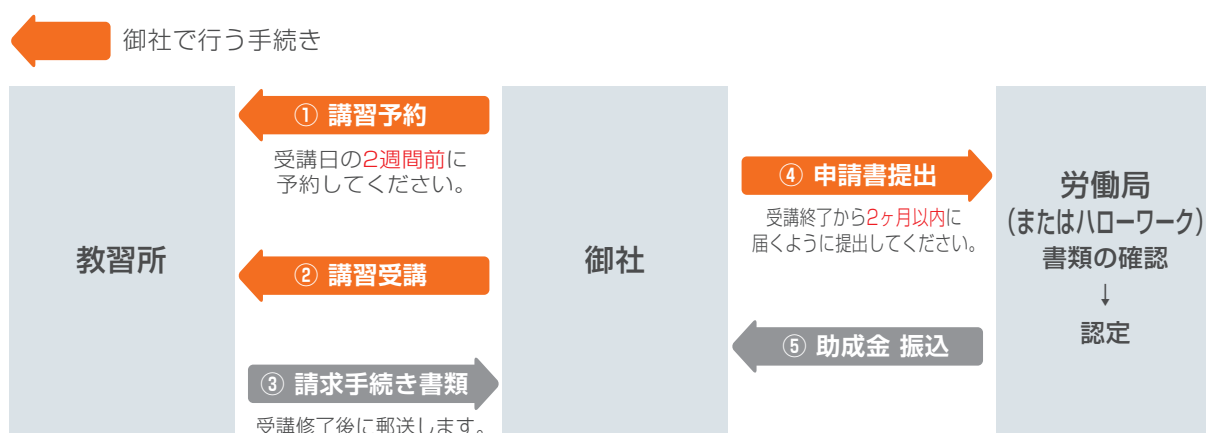 御社で行う手続き
① 講習予約
受講日の2週間前に
予約してください。
② 講習受講
③ 請求手続き書類
受講修了後に郵送します。
教習所
御社
④ 申請書提出
受講終了から2ヶ月以内に
届くように提出してください。
⑤ 助成金 振込
労働局
(またはハローワーク)
書類の確認
↓
認定